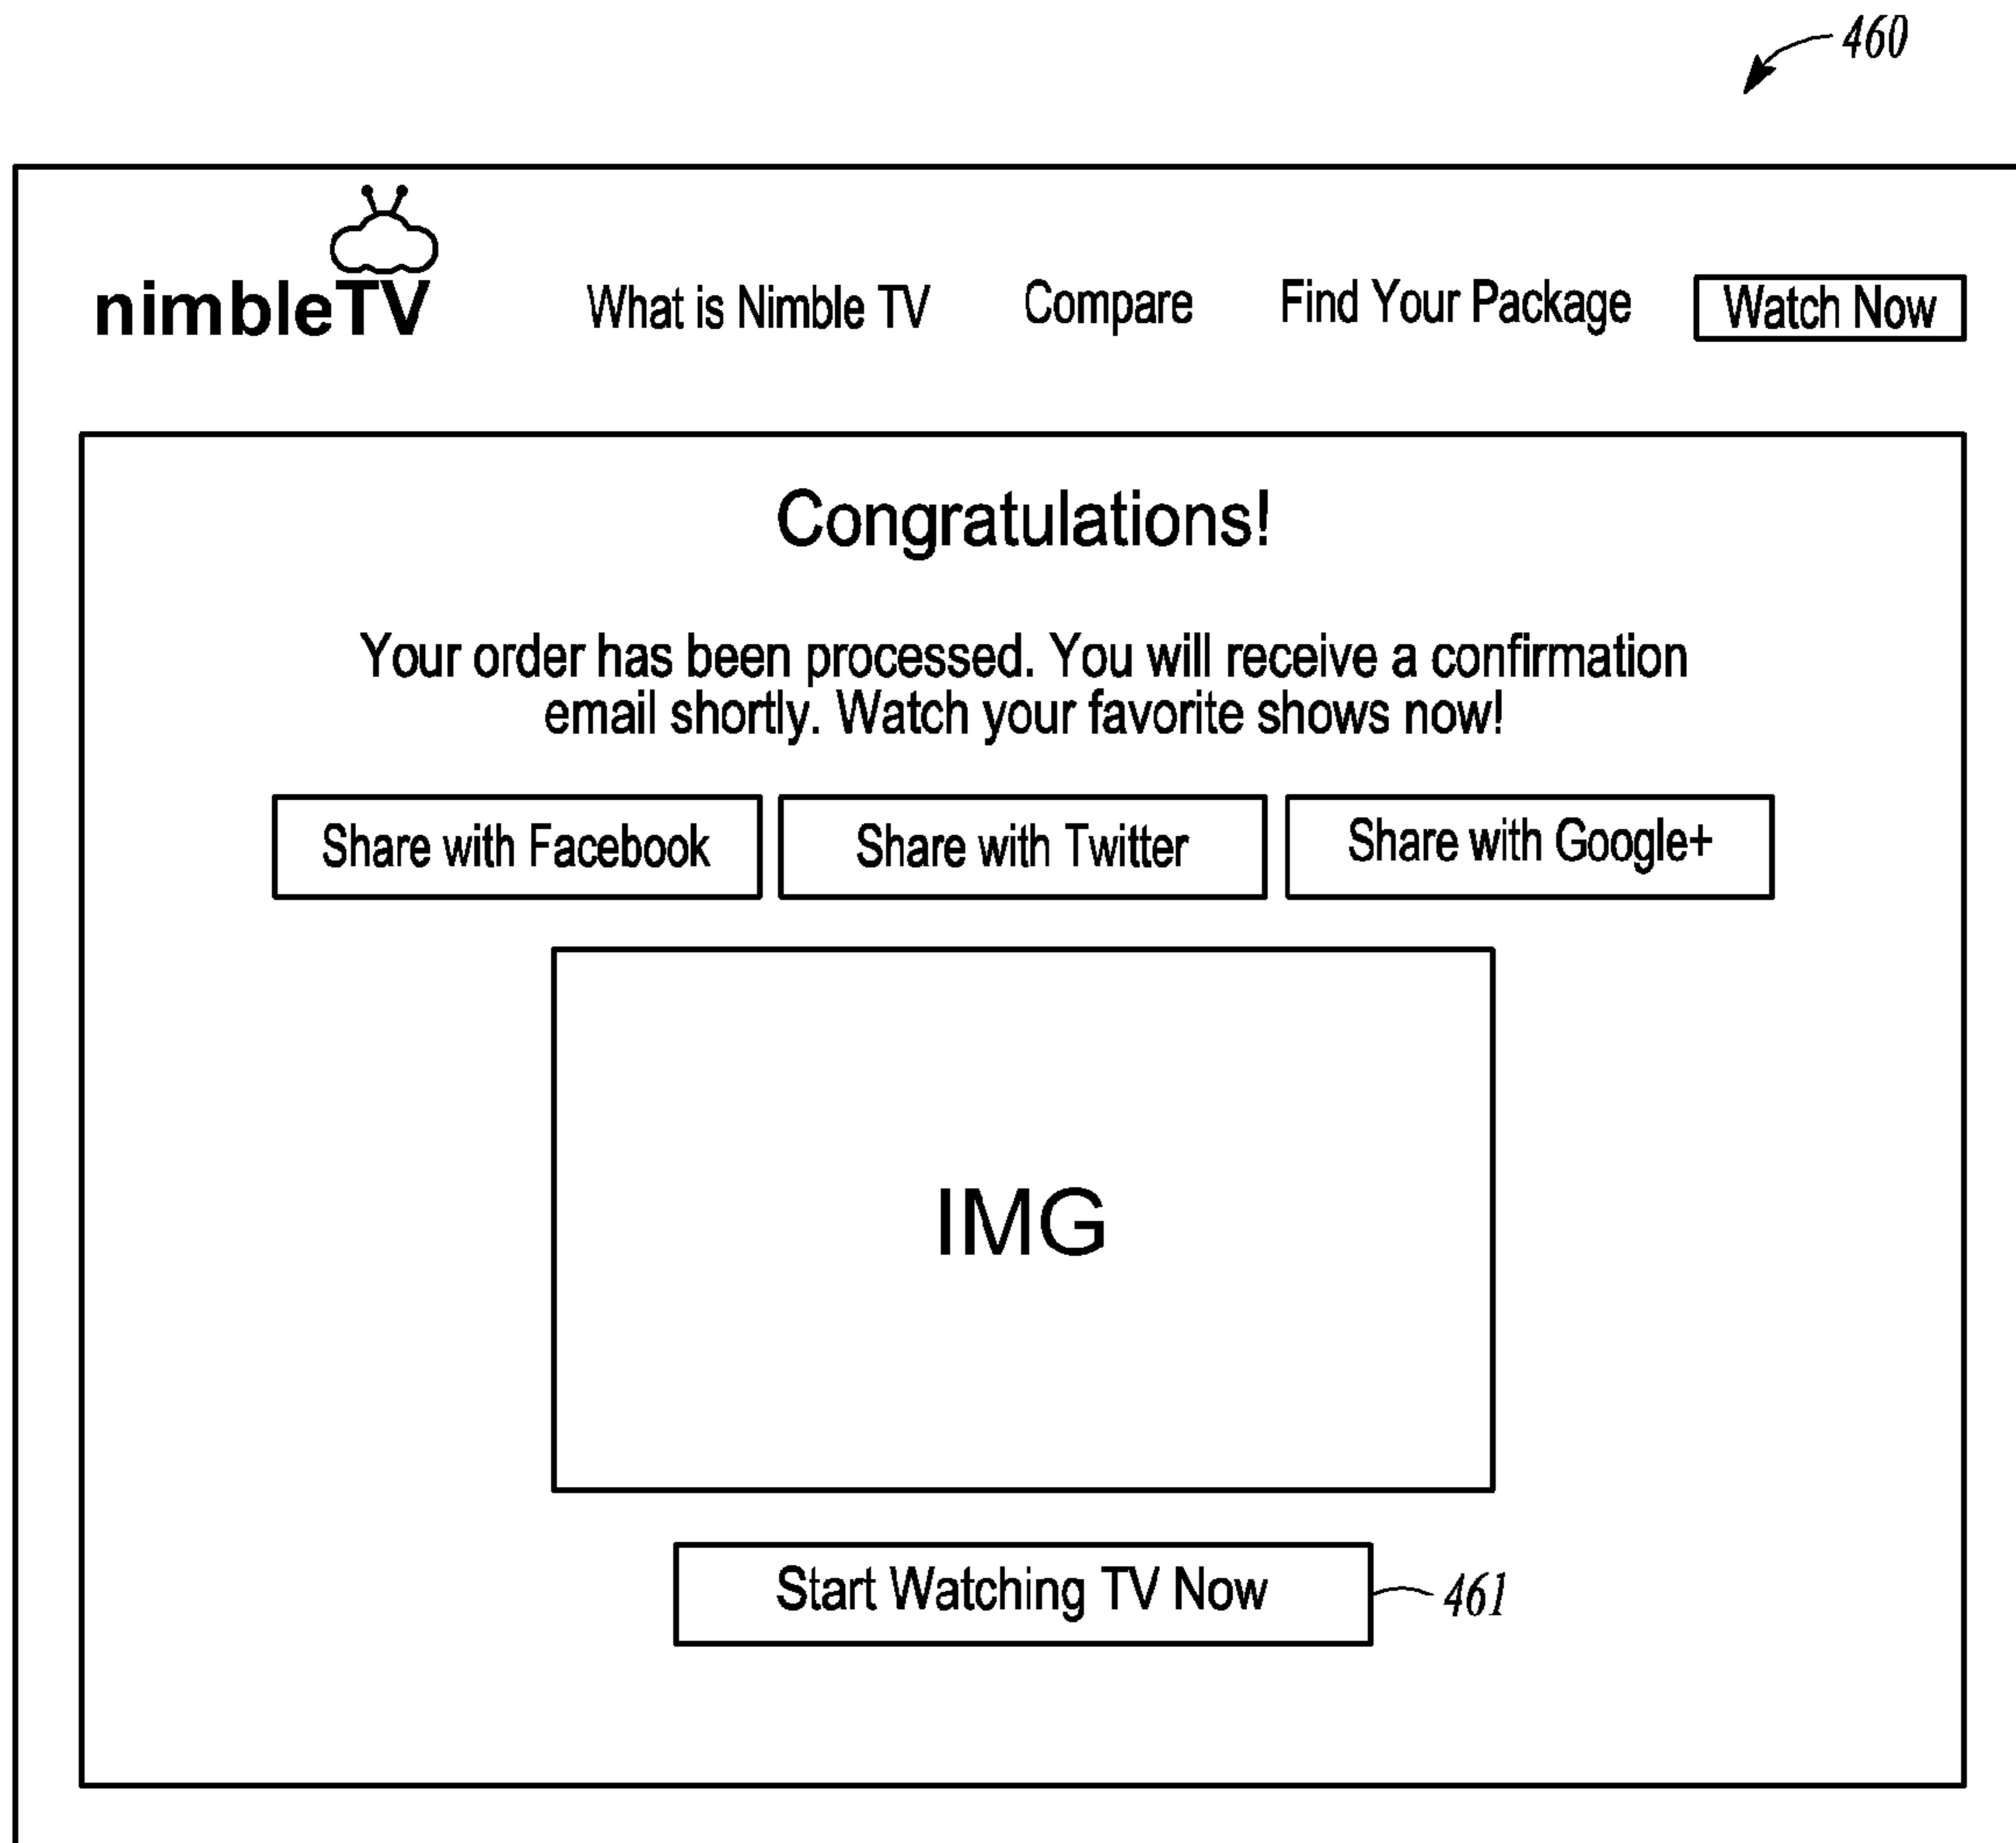 460
nimbleTV
What is Nimble TV
Compare
Find Your Package
Watch Now
Congratulations!
Your order has been processed. You will receive a confirmation
email shortly. Watch your favorite shows now!
Share with Facebook
Share with Twitter
Share with Google+
IMG
Start Watching TV Now
461